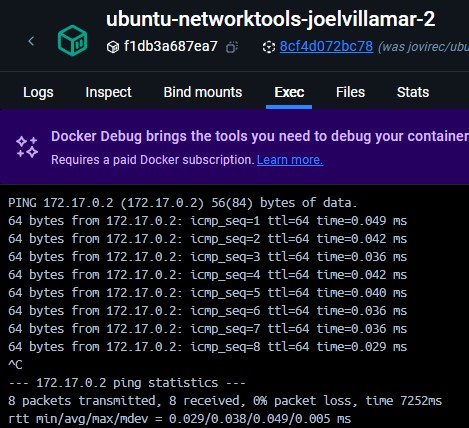 ubuntu-networktools-joelvillamar-2
f1db3a687ea7 8cf4d072bc78 (was jovirec/ubu
Logs Inspect Bind mounts Exec Files Stats
Docker Debug brings the tools you need to debug your container
Requires a paid Docker subscription. Learn more.
PING 172.17.0.2 (172.17.0.2) 56(84) bytes of data.
64 bytes from 172.17.0.2: icmp_seq=1 ttl=64 time=0.049 ms
64 bytes from 172.17.0.2: icmp_seq=2 ttl=64 time=0.042 ms
64 bytes from 172.17.0.2: icmp_seq=3 ttl=64 time=0.036 ms
64 bytes from 172.17.0.2: icmp_seq=4 ttl=64 time=0.042 ms
64 bytes from 172.17.0.2: icmp_seq=5 ttl=64 time=0.040 ms
64 bytes from 172.17.0.2: icmp_seq=6 ttl=64 time=0.036 ms
64 bytes from 172.17.0.2: icmp_seq=7 ttl=64 time=0.036 ms
64 bytes from 172.17.0.2: icmp_seq=8 ttl=64 time=0.029 ms
^C
--- 172.17.0.2 ping statistics ---
8 packets transmitted, 8 received, 0% packet loss, time 7252ms
rtt min/avg/max/mdev = 0.029/0.038/0.049/0.005 ms